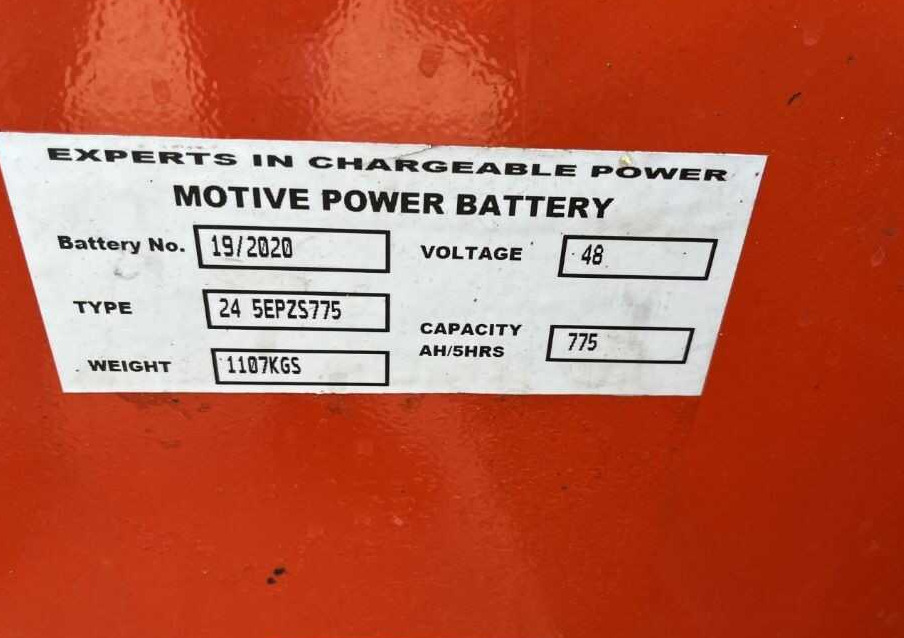 EXPERTS IN CHARGEABLE POWER
MOTIVE POWER BATTERY
Battery No. 19/2020
VOLTAGE 48
TYPE 24 5EPZS775
CAPACITY AH/5HRS 775
WEIGHT 1107KGS